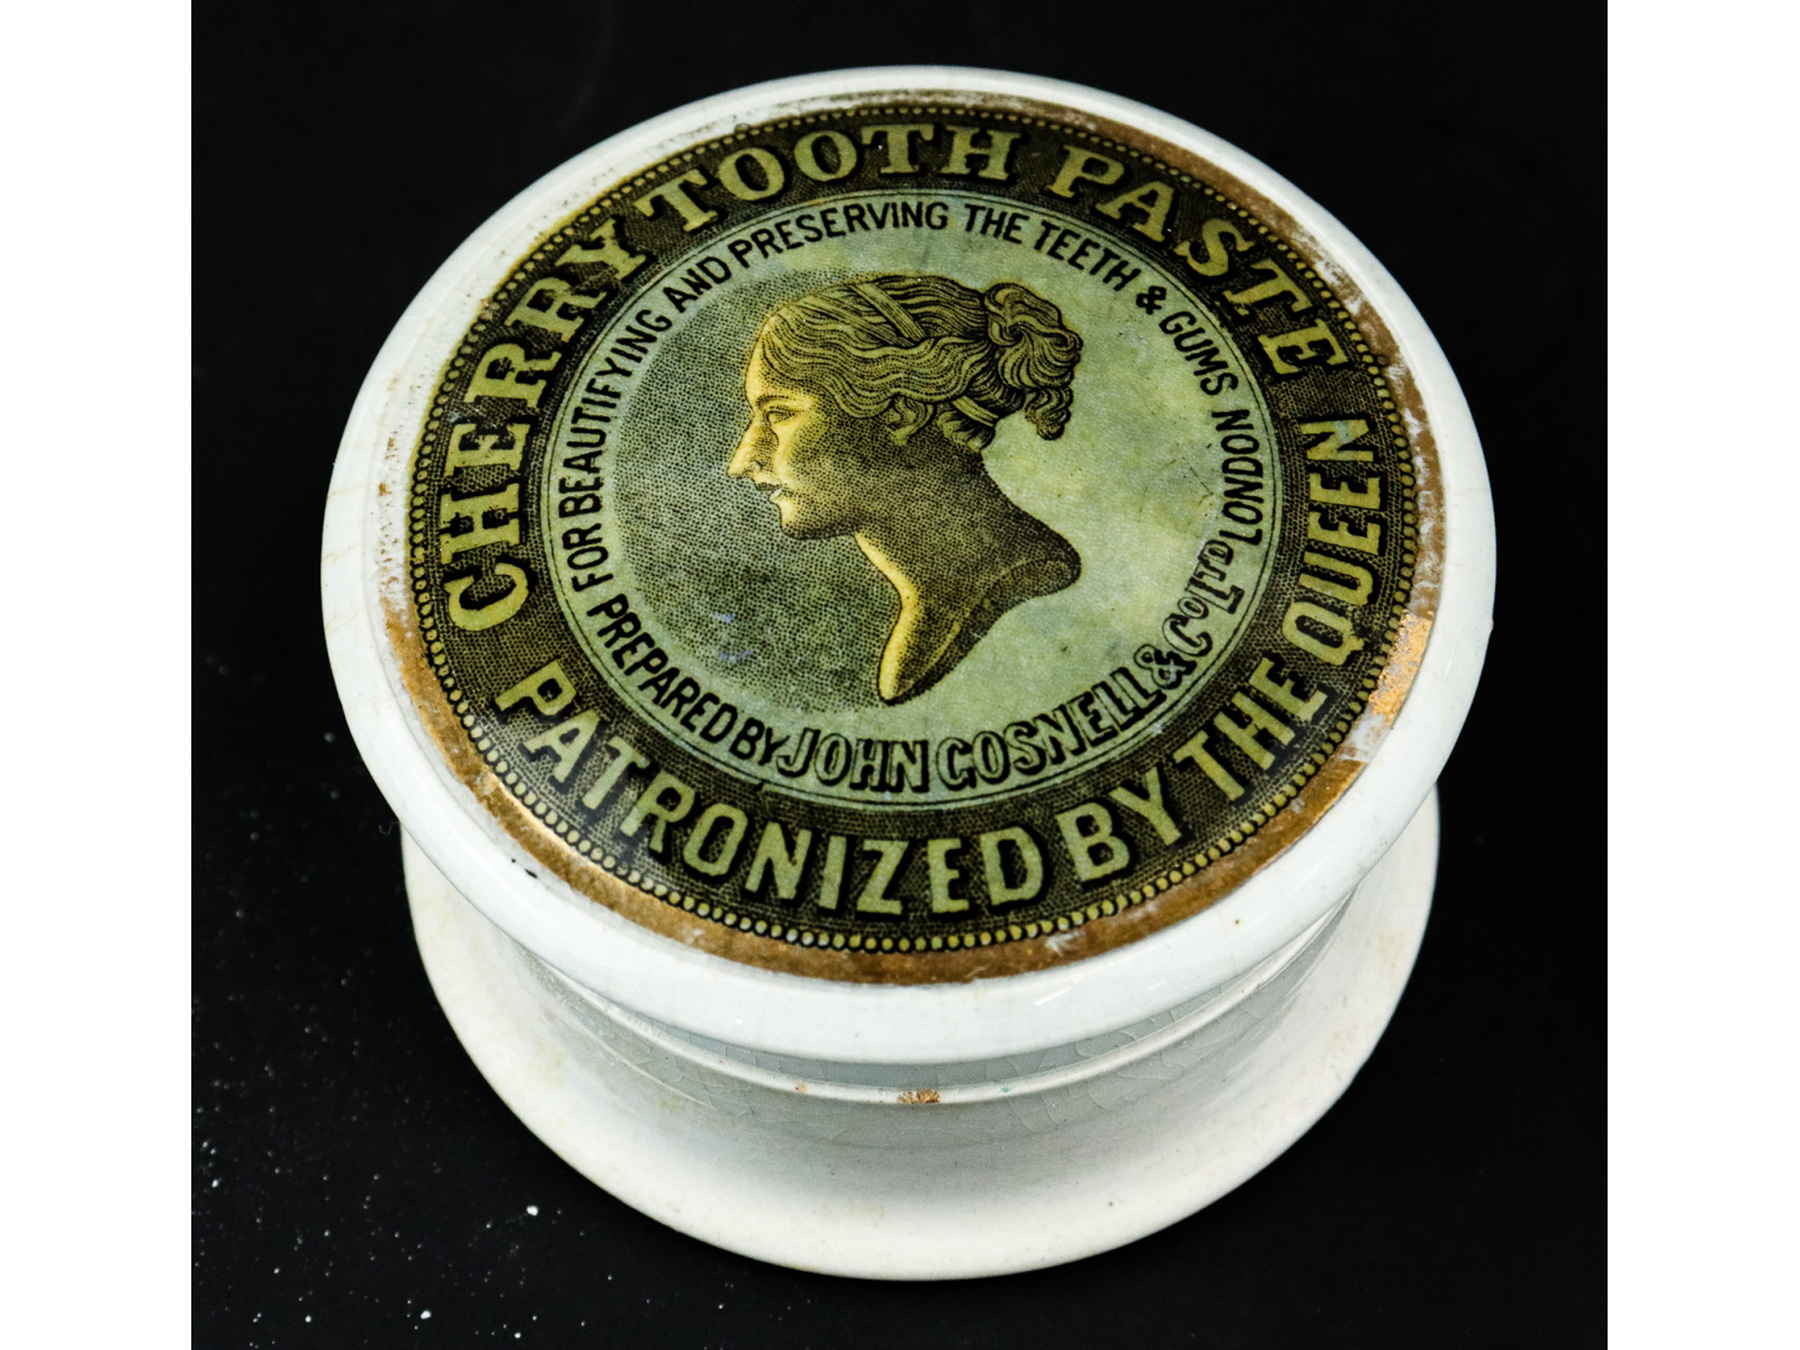 CHERRY TOOTH PASTE
PATRONIZED BY THE QUEEN
FOR BEAUTIFYING AND PRESERVING THE TEETH & GUMS
PREPARED BY JOHN GOSNELL & Co LTD LONDON